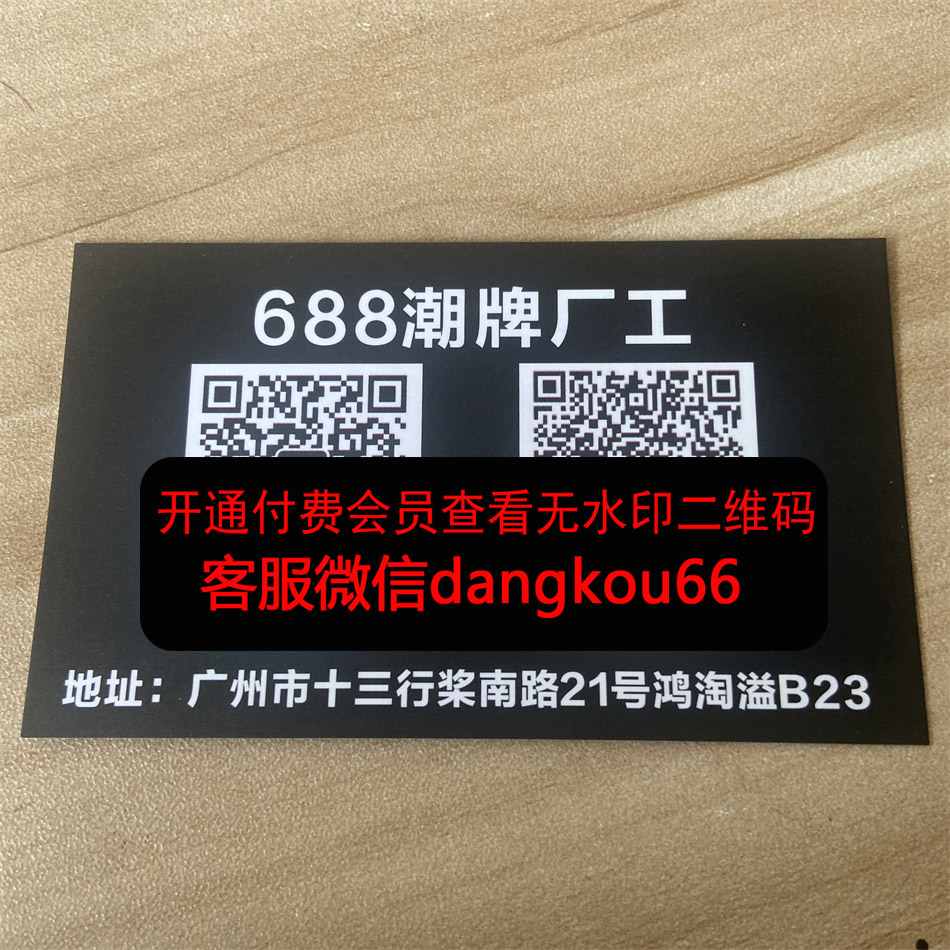 688潮牌厂工
开通付费会员查看无水印二维码
客服微信dangkou66
地址：广州市十三行桨南路21号鸿淘溢B23